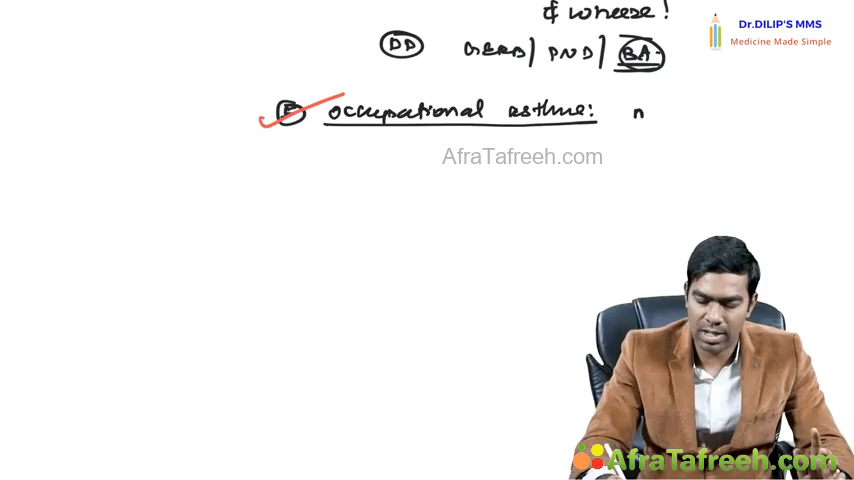 & wheeze!
Dr.DILIP'S MMS
Medicine Made Simple
DD GERD / PND / BA
E occupational asthma: n
AfraTafreeh.com
AfraTafreeh.com